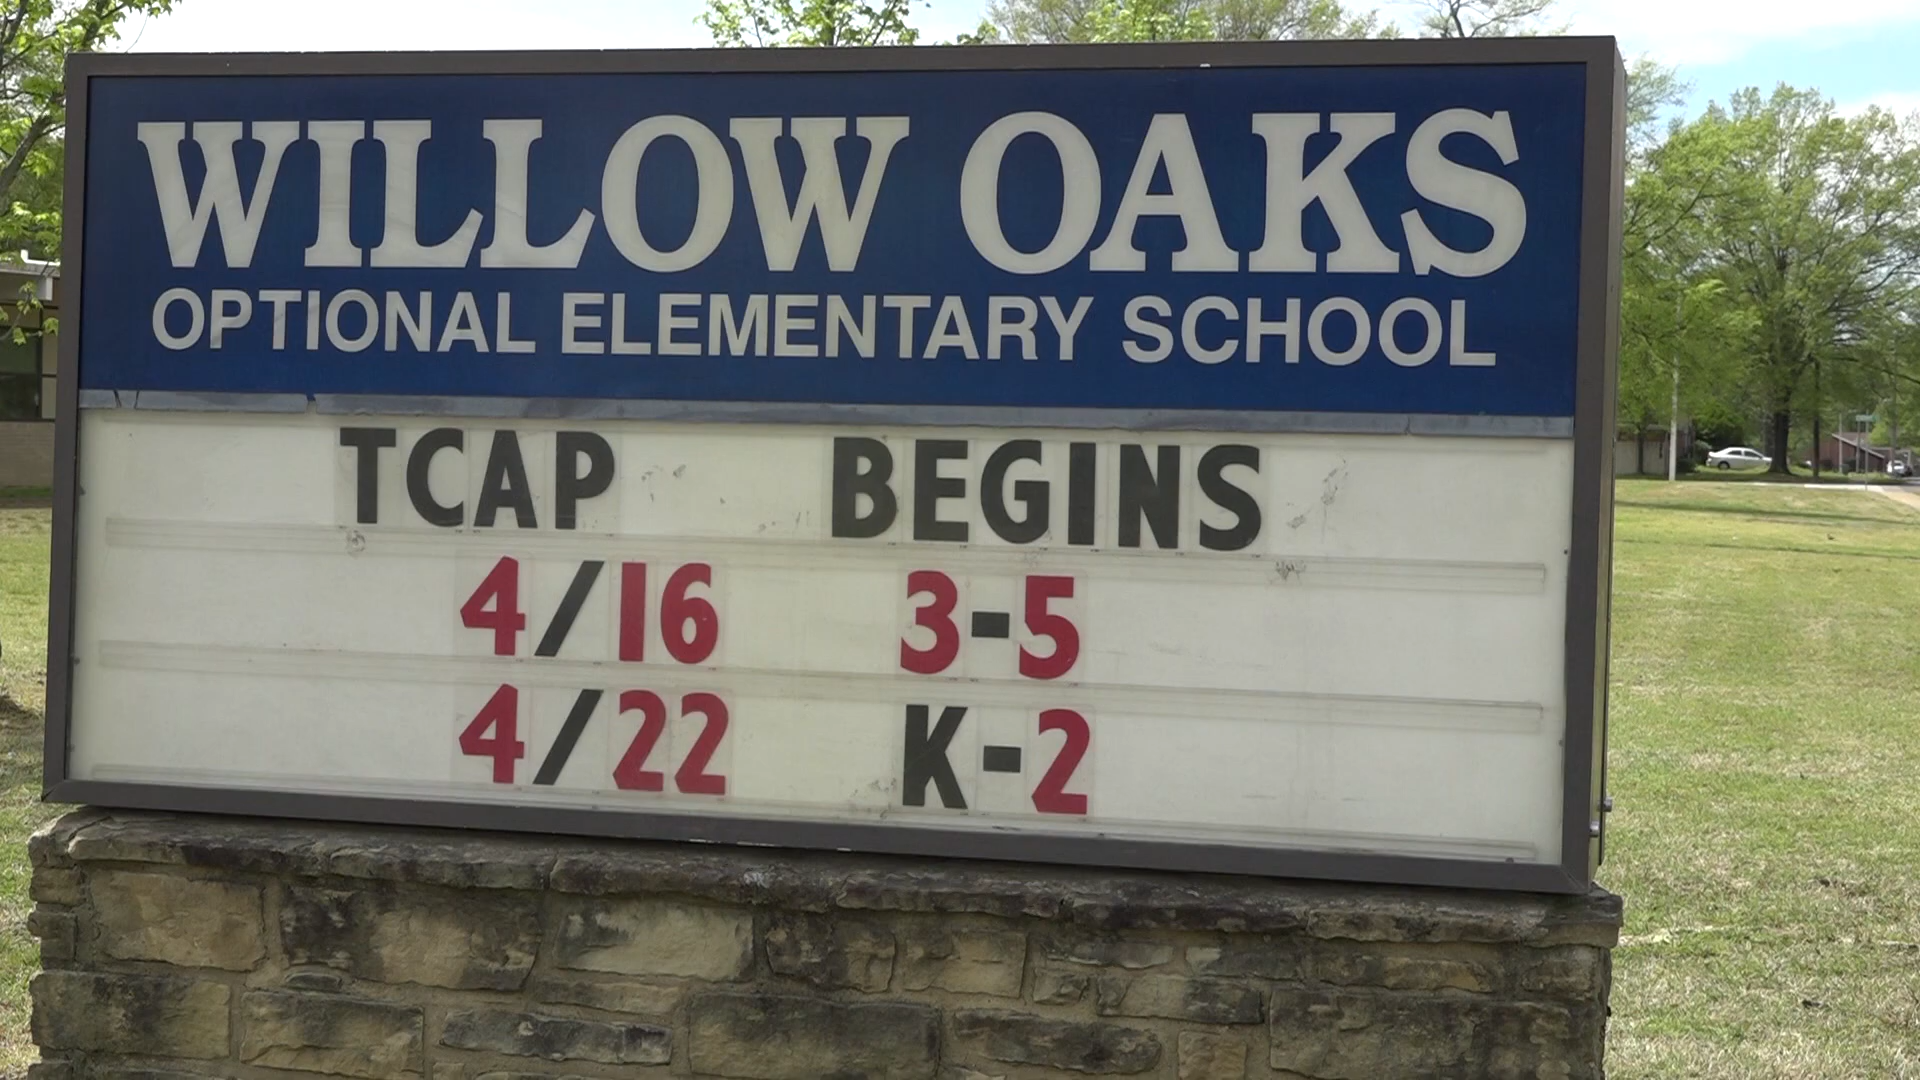 WILLOW OAKS
OPTIONAL ELEMENTARY SCHOOL
TCAP BEGINS
4/16 3-5
4/22 K-2